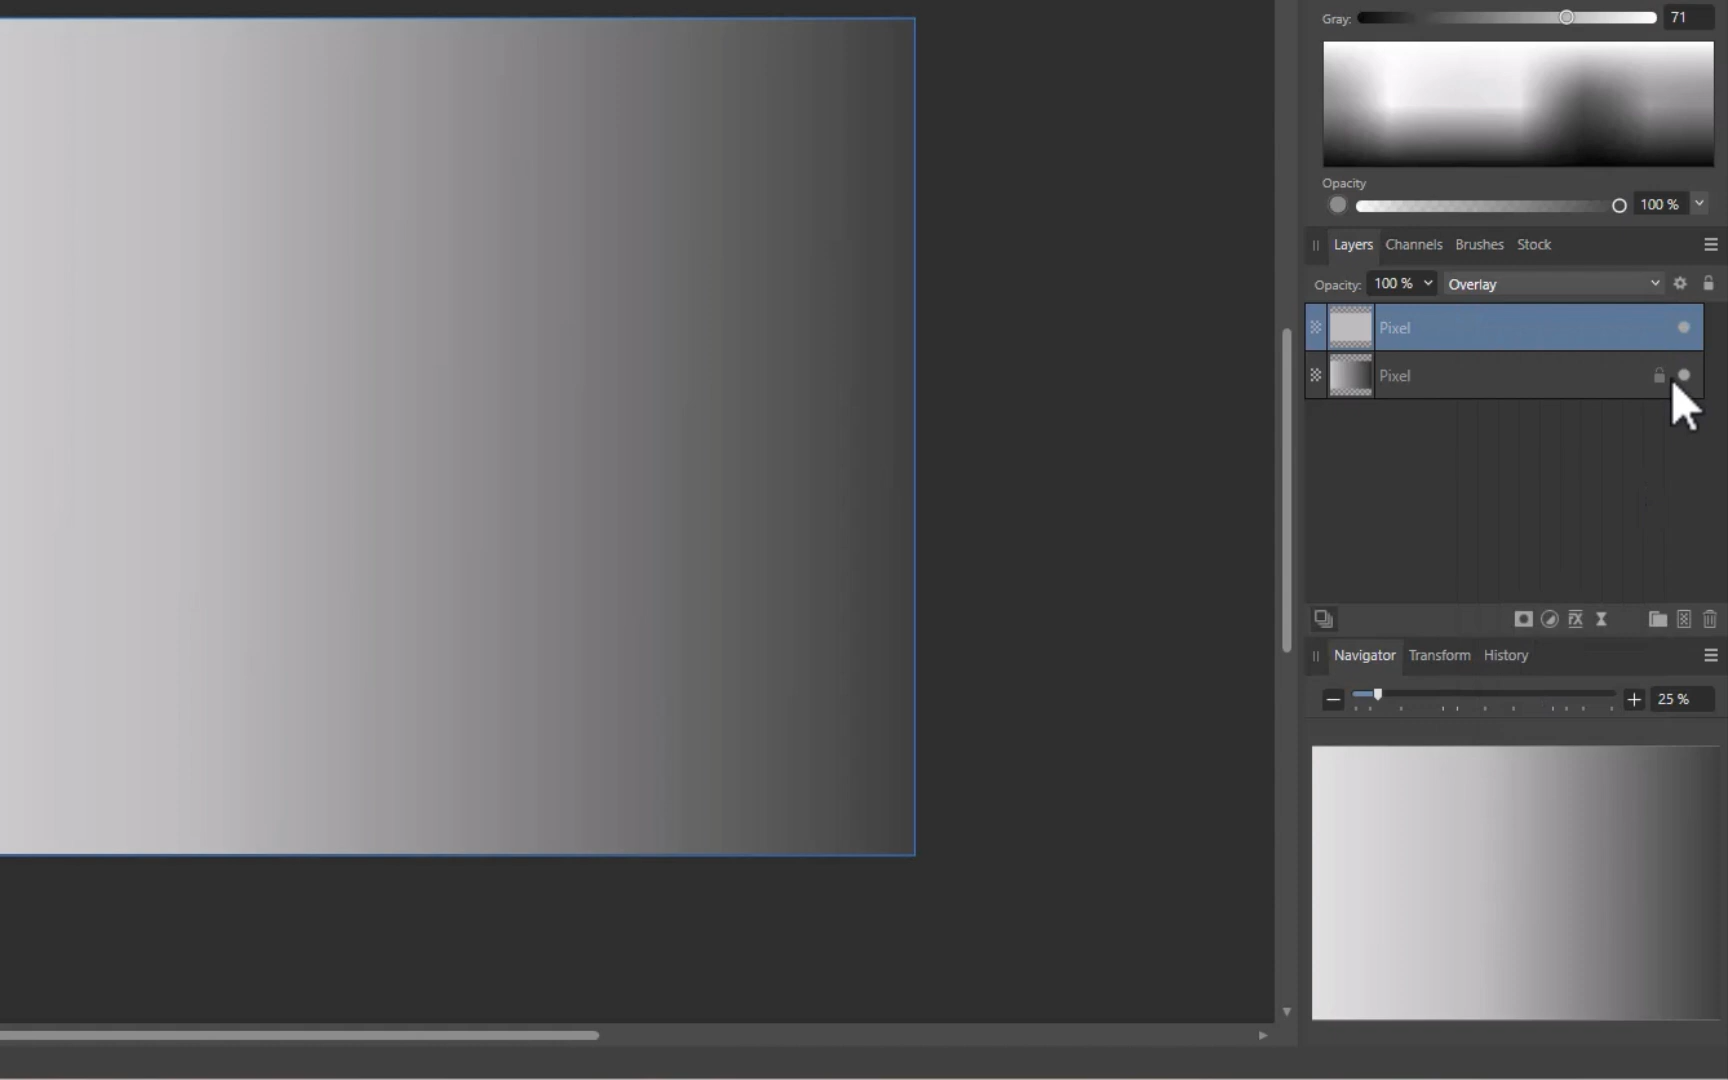 Gray: 71
Opacity
100 %
Layers Channels Brushes Stock
Opacity: 100 % Overlay
Pixel
Pixel
Navigator Transform History
25 %